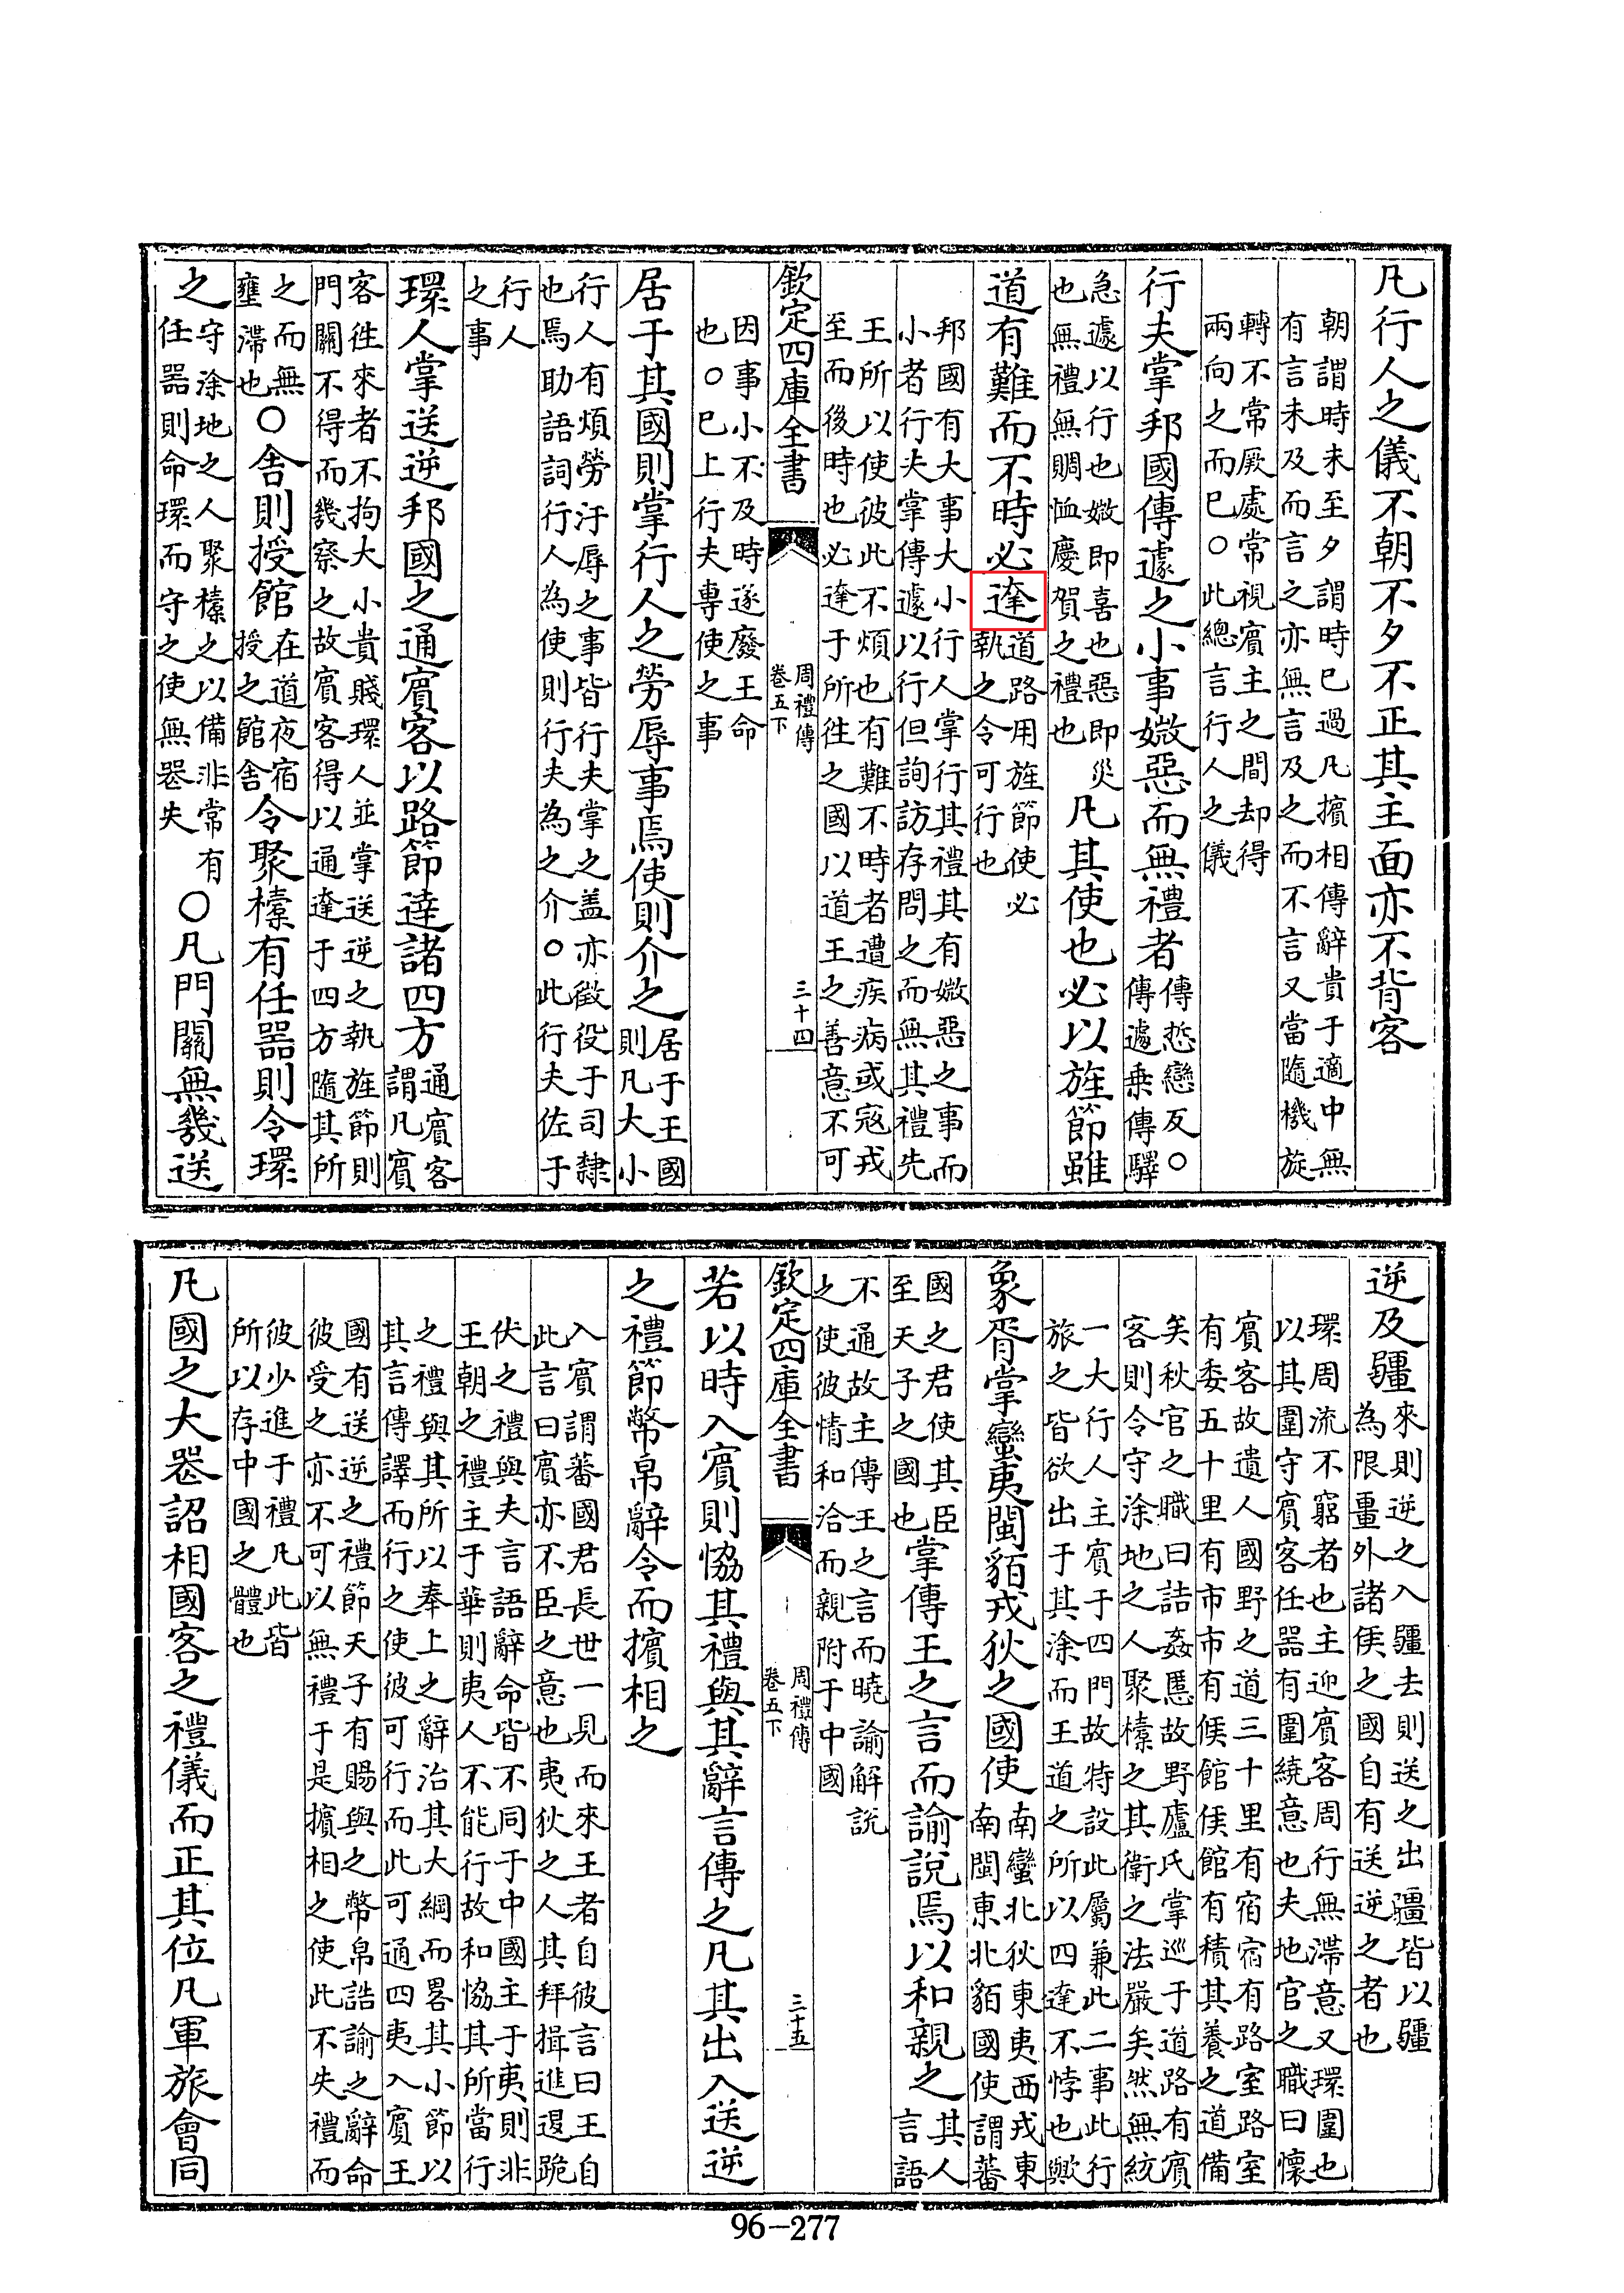 凡行人之儀不朝不夕不正其主面亦不背客
朝謂時未至夕謂時巳過凡擯相傳辭貴于適中無
有言未及而言之亦無言及之而不言又當隨機旋
轉不常厥處常視賓主之間却得
兩向之而巳○此總言行人之儀
行夫掌邦國傳遽之小事媺惡而無禮者
傳悊戀反○
傳遽乗傳驛
急遽以行也媺即喜也惡即災
也無禮無賙恤慶賀之禮也
凡其使也必以旌節雖
道有難而不時必逹
道路用旌節使必
執之令可行也
邦國有大事大小行人掌行其禮其有媺惡之事而
小者行夫掌傳遽以行但詢訪存問之而無其禮先
王所以使彼此不煩也有難不時者遭疾病或寇戎
至而後時也必逹于所徃之國以道王之善意不可
欽定四庫全書
周禮傳
卷五下
三十四
因事小不及時遂廢王命
也○巳上行夫專使之事
居于其國則掌行人之勞辱事焉使則介之
居于王國
則凡大小
行人有煩勞汙辱之事皆行夫掌之盖亦徵役于司隸
也焉助語詞行人為使則行夫為之介○此行夫佐于
行人
之事
環人掌送逆邦國之通賓客以路節達諸四方
通賓客
謂凡賓
客徃來者不拘大小貴賤環人並掌送逆之執旌節則
門關不得而幾察之故賓客得以通逹于四方隨其所
之而無
壅滯也
○舍則授館
在道夜宿
授之館舍
令聚欜有任器則令環
之
守涂地之人聚欜之以備非常有
任器則命環而守之使無器失
○凡門關無幾送
逆及疆
來則逆之入疆去則送之出疆皆以疆
為限畺外諸侯之國自有送逆之者也
環周流不窮者也主迎賓客周行無滯意又環圍也
以其圍守賓客任器有圍繞意也夫地官之職曰懷
賓客故遺人國野之道三十里有宿宿有路室路室
有委五十里有市市有候館候館有積其養之道備
矣秋官之職曰詰姦慝故野廬氏掌巡于道路有賓
客則令守涂地之人聚欜之其衛之法嚴矣然無統
一大行人主賓于四門故特設此屬兼此二事此行
旅之皆欲出于其涂而王道之所以四逹不悖也歟
象胥掌蠻夷閩貊戎狄之國使
南蠻北狄東夷西戎東
南閩東北貊國使謂蕃
國之君使其臣
至天子之國也
掌傳王之言而諭說焉以和親之
其人
言語
不通故主傳王之言而曉諭解說
之使彼情和洽而親附于中國
欽定四庫全書
周禮傳
卷五下
三十五
若以時入賓則恊其禮與其辭言傳之凡其出入送逆
之禮節幣帛辭令而擯相之
入賓謂蕃國君長世一見而來王者自彼言曰王自
此言曰賓亦不臣之意也夷狄之人其拜揖進退跪
伏之禮與夫言語辭命皆不同于中國主于夷則非
王朝之禮主于華則夷人不能行故和恊其所當行
之禮與其所以奉上之辭治其大綱而畧其小節以
其言傳譯而行之使彼可行而此可通四夷入賓王
國有送逆之禮節天子有賜與之幣帛誥諭之辭命
彼受之亦不可以無禮于是擯相之使此不失禮而
彼少進于禮凡此皆
所以存中國之體也
凡國之大喪詔相國客之禮儀而正其位凡軍旅會同
96-277